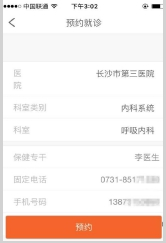 中国联通
下午3:02
预约就诊
医院
长沙市第三医院
科室类别
内科系统
科室
呼吸内科
保健专干
李医生
固定电话
0731-8517
手机号码
1387
预约